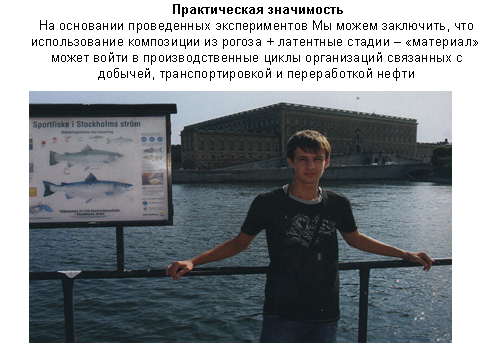 Практическая значимость
На основании проведенных экспериментов Мы можем заключить, что
использование композиции из рогоза + латентные стадии – «материал»
может войти в производственные циклы организаций связанных с
добычей, транспортировкой и переработкой нефти
Sportfiske i Stockholms ström